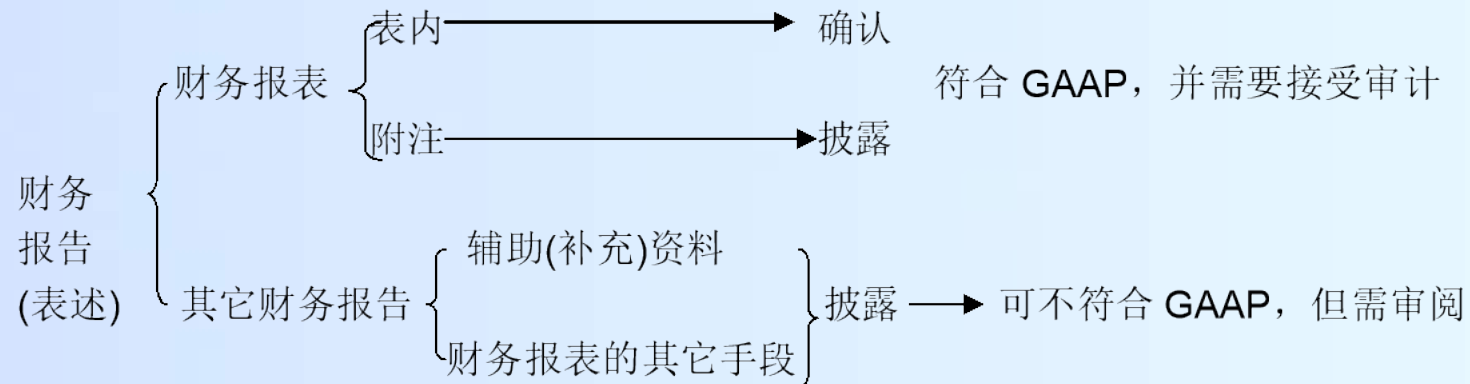 表内 确认
财务报表 符合 GAAP，并需要接受审计
附注 披露
财务
报告
(表述)
辅助(补充)资料
其它财务报告 披露 可不符合 GAAP，但需审阅
财务报表的其它手段